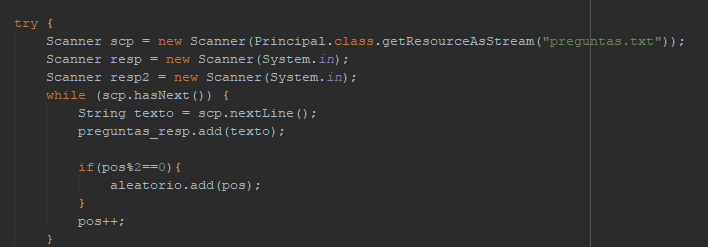 try {
Scanner scp = new Scanner(Principal.class.getResourceAsStream("preguntas.txt"));
Scanner resp = new Scanner(System.in);
Scanner resp2 = new Scanner(System.in);
while (scp.hasNext()) {
String texto = scp.nextLine();
preguntas_resp.add(texto);
if(pos%2==0){
aleatorio.add(pos);
}
pos++;
}